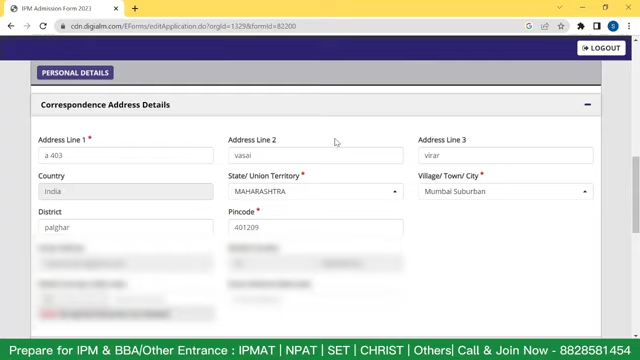 IPM Admission Form 2023
cdn.digialm.com/EForms/editApplication.do?orgId=1329&formId=82200
S
LOGOUT
PERSONAL DETAILS
Correspondence Address Details
Address Line 1 * Address Line 2 Address Line 3
a 403 vasai virar
Country State/ Union Territory * Village/ Town/ City *
India MAHARASHTRA Mumbai Suburban
District Pincode *
palghar 401209
Prepare for IPM & BBA/Other Entrance : IPMAT | NPAT | SET | CHRIST | Others| Call & Join Now - 8828581454